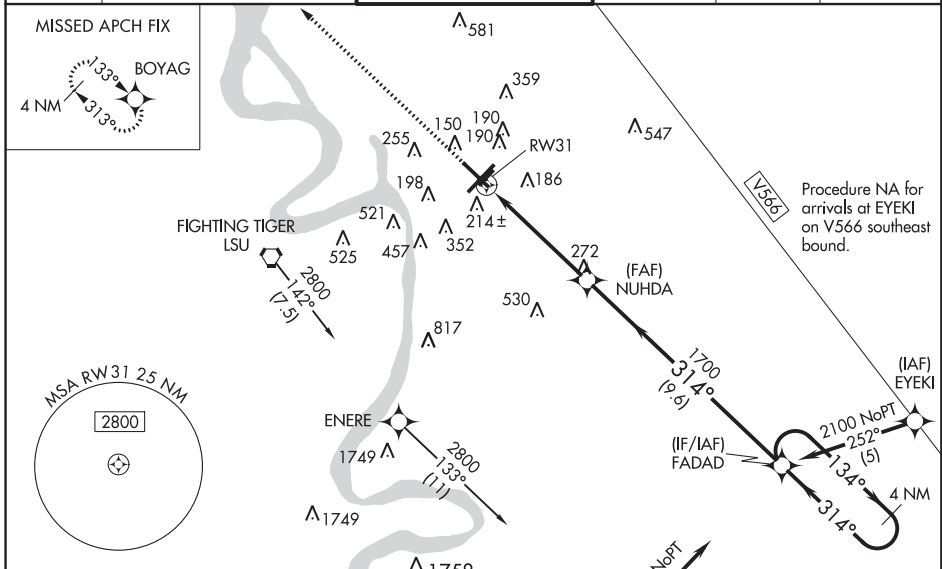 MISSED APCH FIX
BOYAG
133°
4 NM
313°
581
359
190
150
190
547
255
RW31
186
198
V566
Procedure NA for
arrivals at EYEKI
on V566 southeast
bound.
521
214±
FIGHTING TIGER
LSU
525
457
352
272
(FAF)
NUHDA
2800
142°
(7.5)
530
817
1700
314°
(9.6)
(IAF)
EYEKI
MSA RW31 25 NM
2800
ENERE
2100 NoPT
252°
(5)
(IF/IAF)
FADAD
1749
2800
133°
(11)
134°
4 NM
314°
1749
NoPT
1759